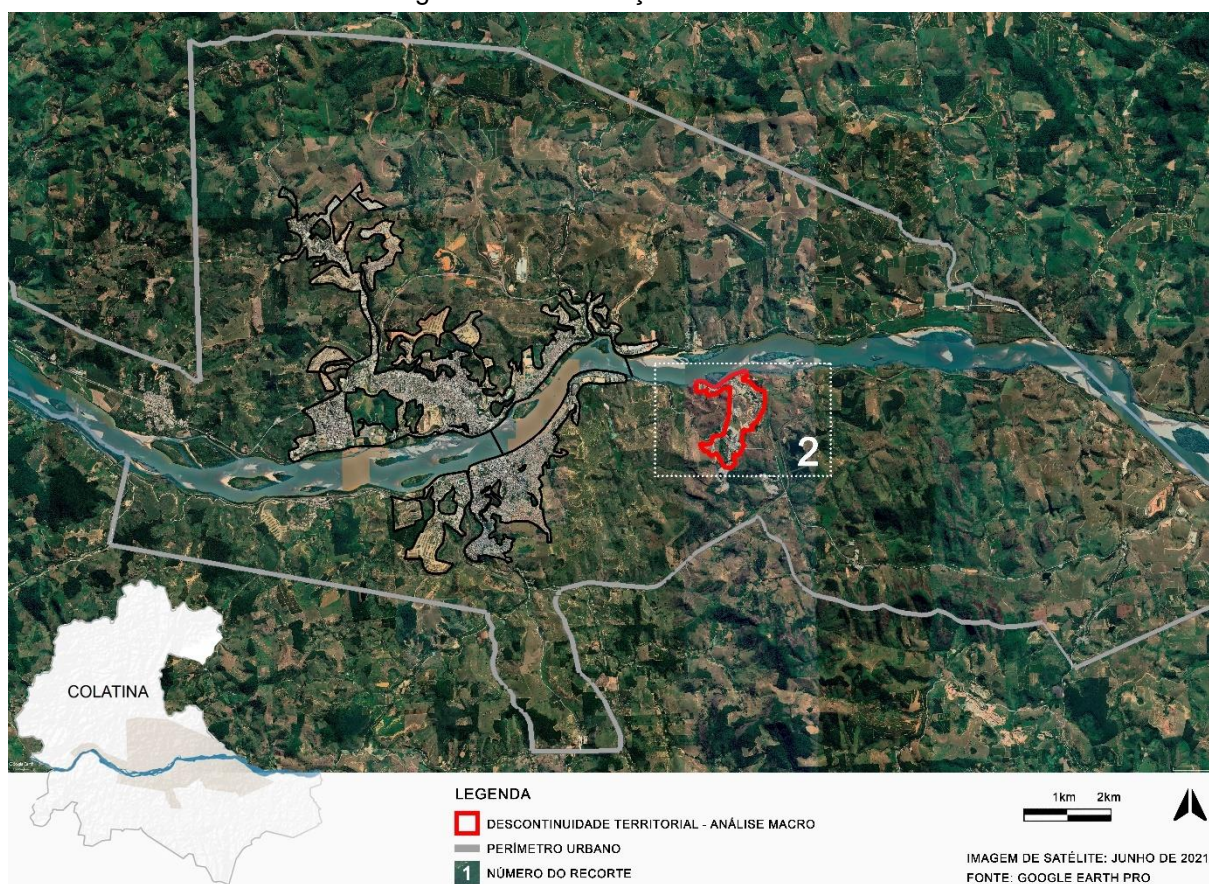 2
COLATINA
LEGENDA
DESCONTINUIDADE TERRITORIAL - ANÁLISE MACRO
PERÍMETRO URBANO
1 NÚMERO DO RECORTE
1km 2km
IMAGEM DE SATÉLITE: JUNHO DE 2021
FONTE: GOOGLE EARTH PRO